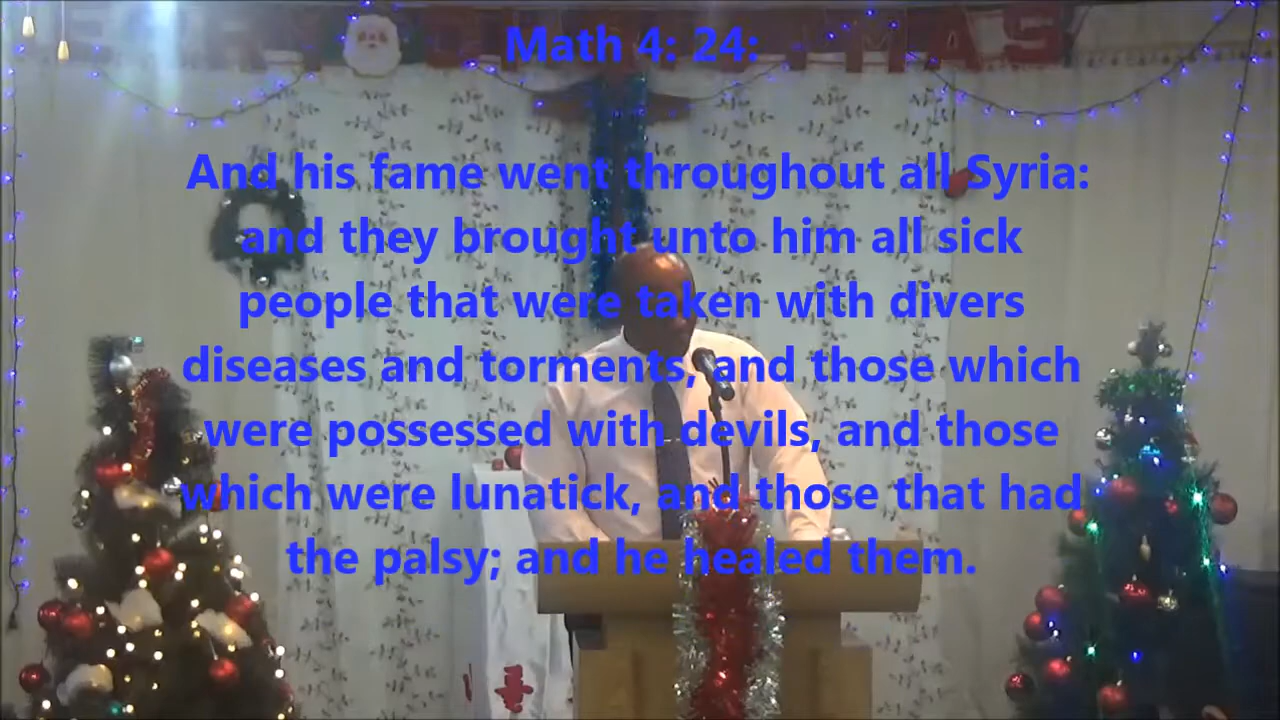 Math 4: 24:
And his fame went throughout all Syria:
and they brought unto him all sick
people that were taken with divers
diseases and torments, and those which
were possessed with devils, and those
which were lunatick, and those that had
the palsy; and he healed them.